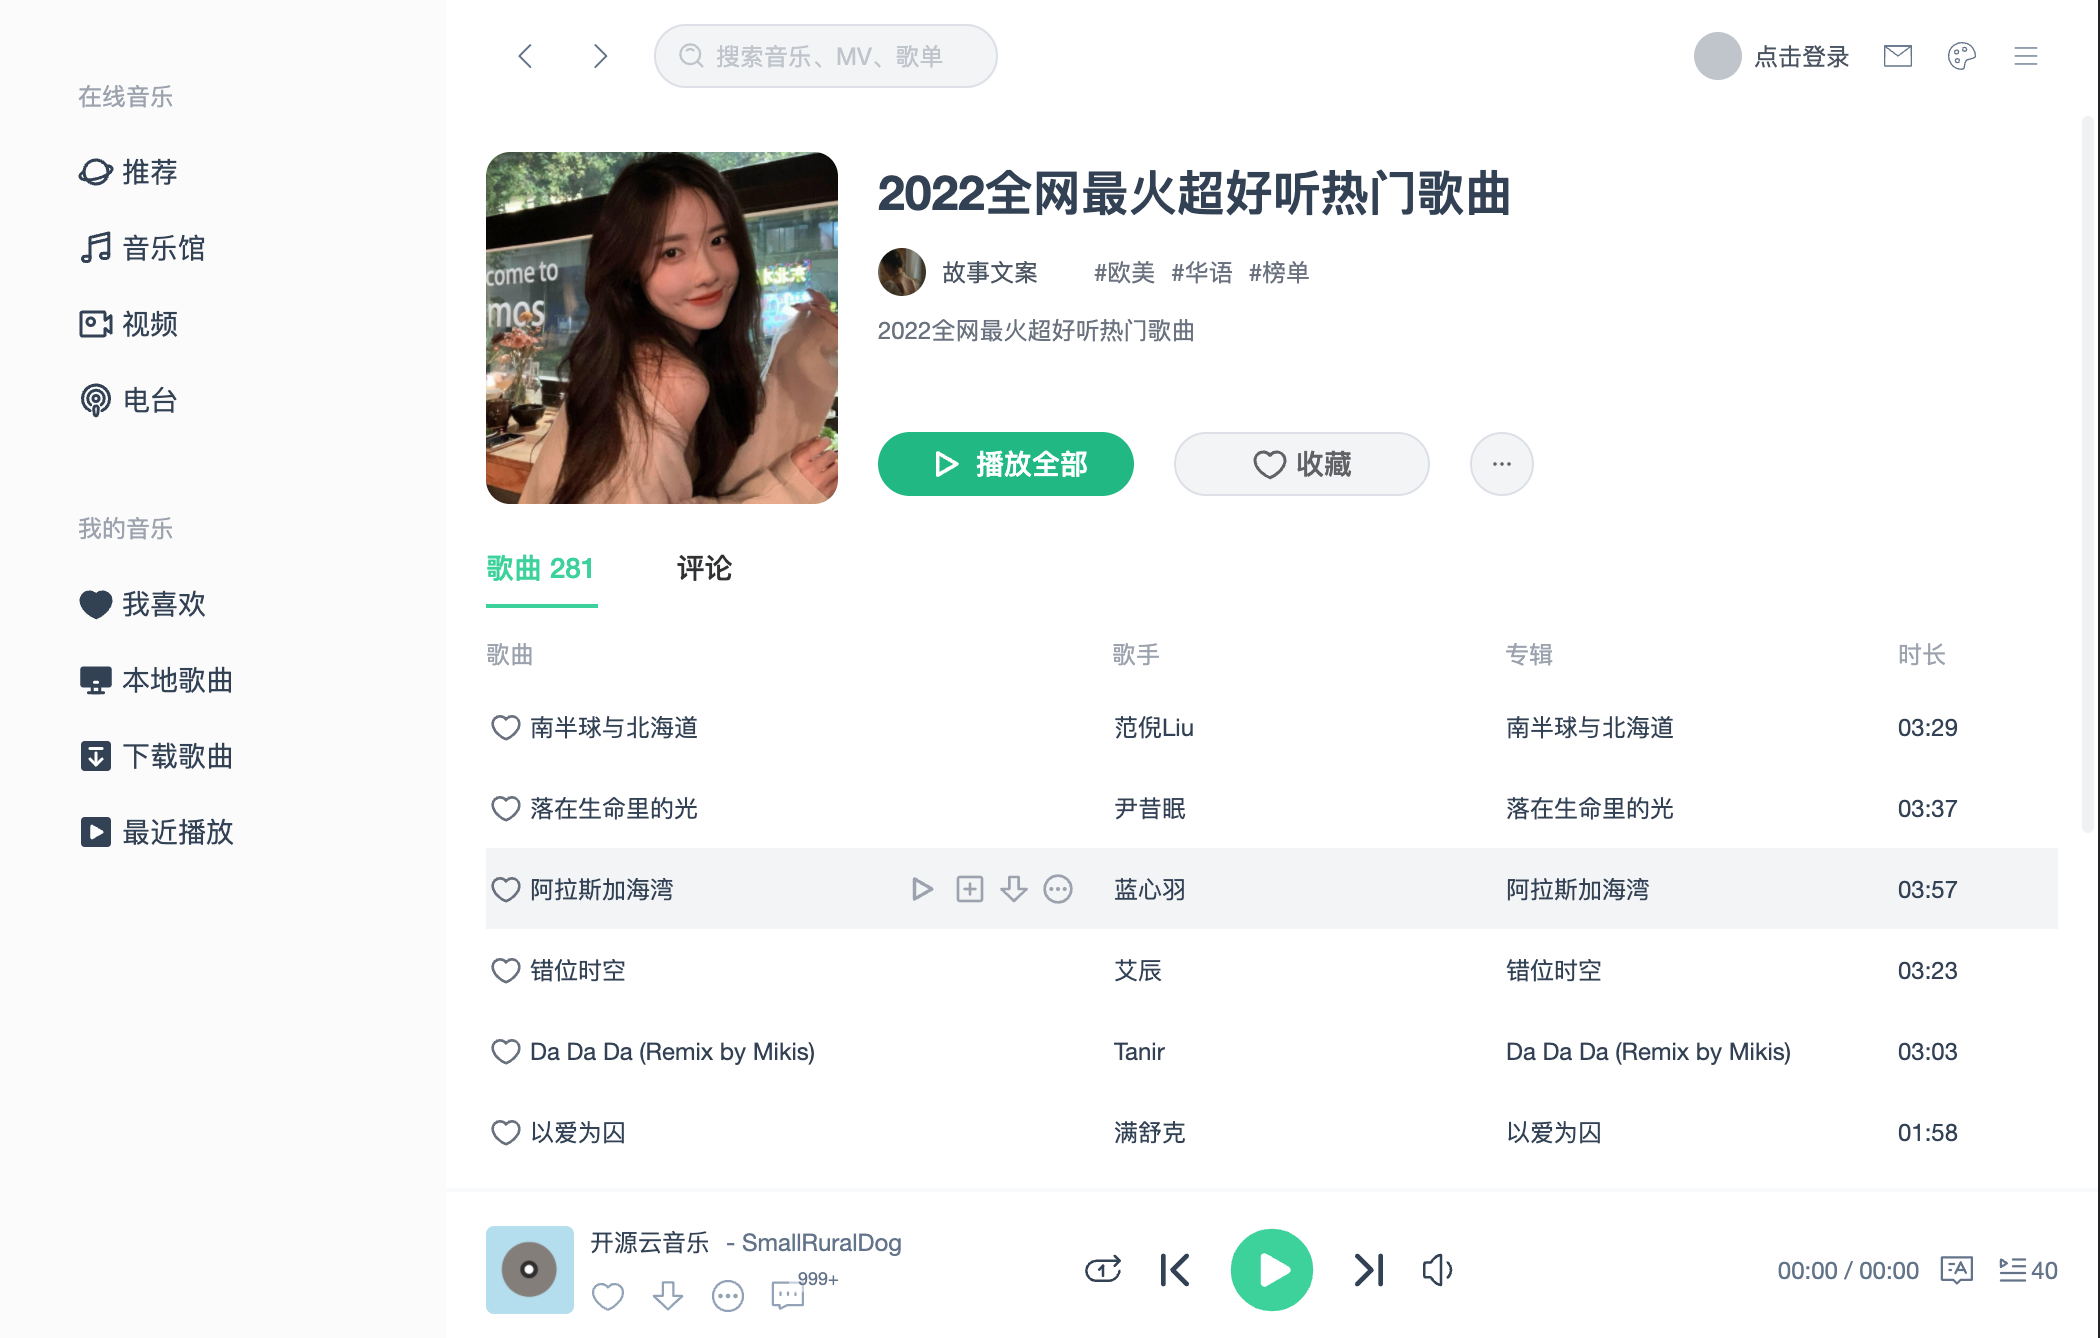 在线音乐
推荐
音乐馆
视频
电台
我的音乐
我喜欢
本地歌曲
下载歌曲
最近播放
搜索音乐、MV、歌单
点击登录
come to
mos
2022全网最火超好听热门歌曲
故事文案 #欧美 #华语 #榜单
2022全网最火超好听热门歌曲
播放全部 收藏
歌曲 281 评论
歌曲 歌手 专辑 时长
南半球与北海道 范倪Liu 南半球与北海道 03:29
落在生命里的光 尹昔眠 落在生命里的光 03:37
阿拉斯加海湾 蓝心羽 阿拉斯加海湾 03:57
错位时空 艾辰 错位时空 03:23
Da Da Da (Remix by Mikis) Tanir Da Da Da (Remix by Mikis) 03:03
以爱为囚 满舒克 以爱为囚 01:58
开源云音乐 - SmallRuralDog
999+
1
00:00 / 00:00 A 40